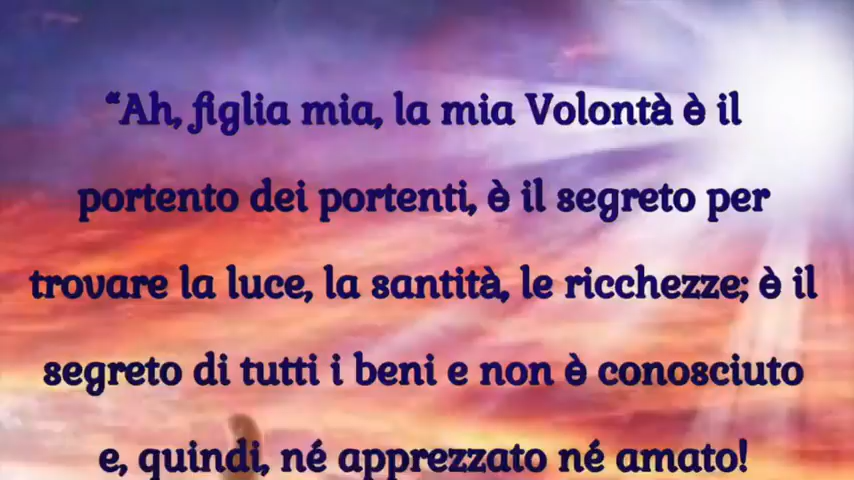 “Ah, figlia mia, la mia Volontà è il
portento dei portenti, è il segreto per
trovare la luce, la santità, le ricchezze; è il
segreto di tutti i beni e non è conosciuto
e, quindi, né apprezzato né amato!